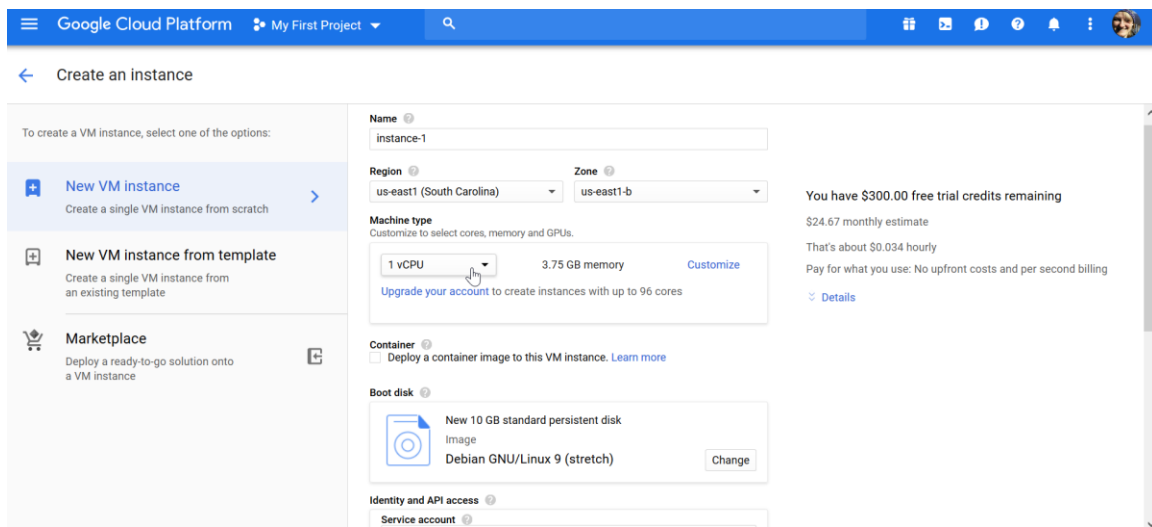 Google Cloud Platform
My First Project
Create an instance
To create a VM instance, select one of the options:
New VM instance
Create a single VM instance from scratch
New VM instance from template
Create a single VM instance from
an existing template
Marketplace
Deploy a ready-to-go solution onto
a VM instance
Name
instance-1
Region
Zone
us-east1 (South Carolina)
us-east1-b
Machine type
Customize to select cores, memory and GPUs.
1 vCPU
3.75 GB memory
Customize
Upgrade your account to create instances with up to 96 cores
Container
Deploy a container image to this VM instance. Learn more
Boot disk
New 10 GB standard persistent disk
Image
Debian GNU/Linux 9 (stretch)
Change
Identity and API access
Service account
You have $300.00 free trial credits remaining
$24.67 monthly estimate
That's about $0.034 hourly
Pay for what you use: No upfront costs and per second billing
Details